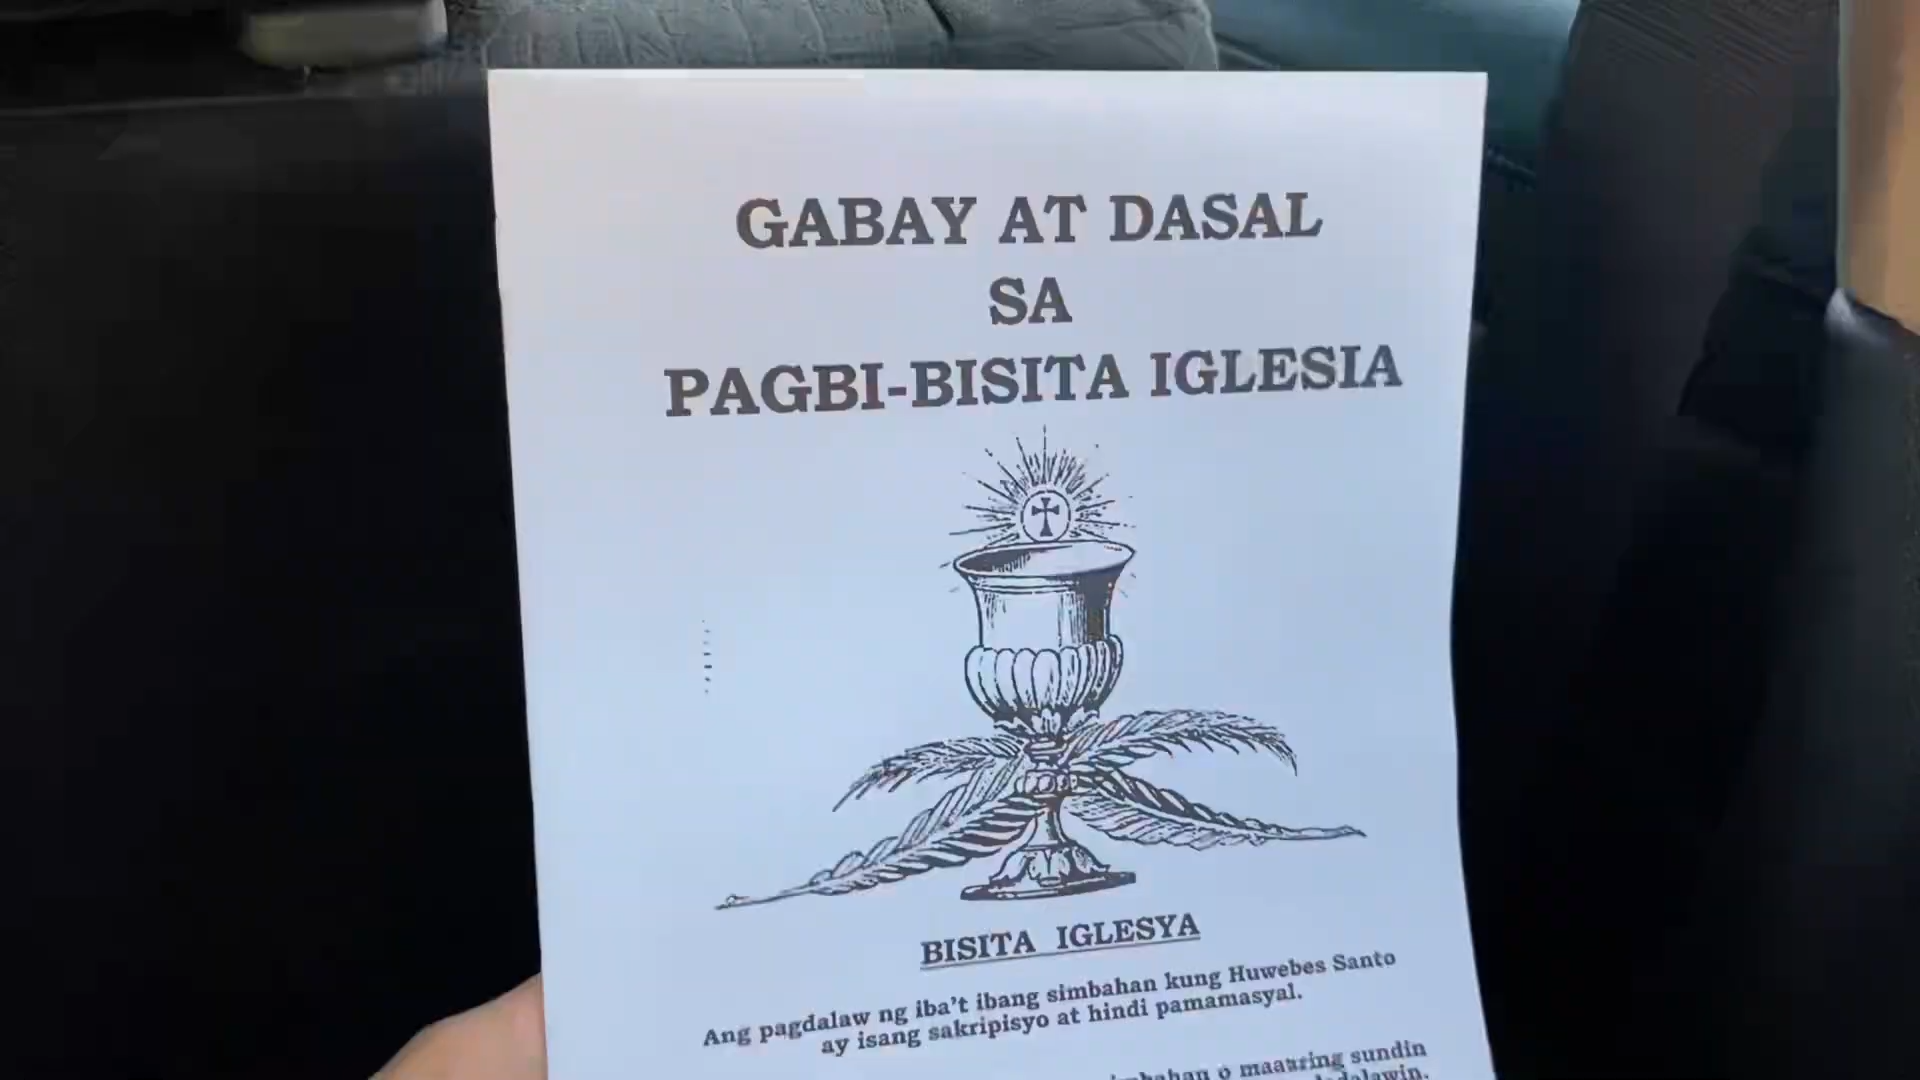 GABAY AT DASAL
SA
PAGBI-BISITA IGLESIA
BISITA IGLESYA
Ang pagdalaw ng iba't ibang simbahan kung Huwebes Santo
ay isang sakripisyo at hindi pamamasyal.
o maaaring sundin